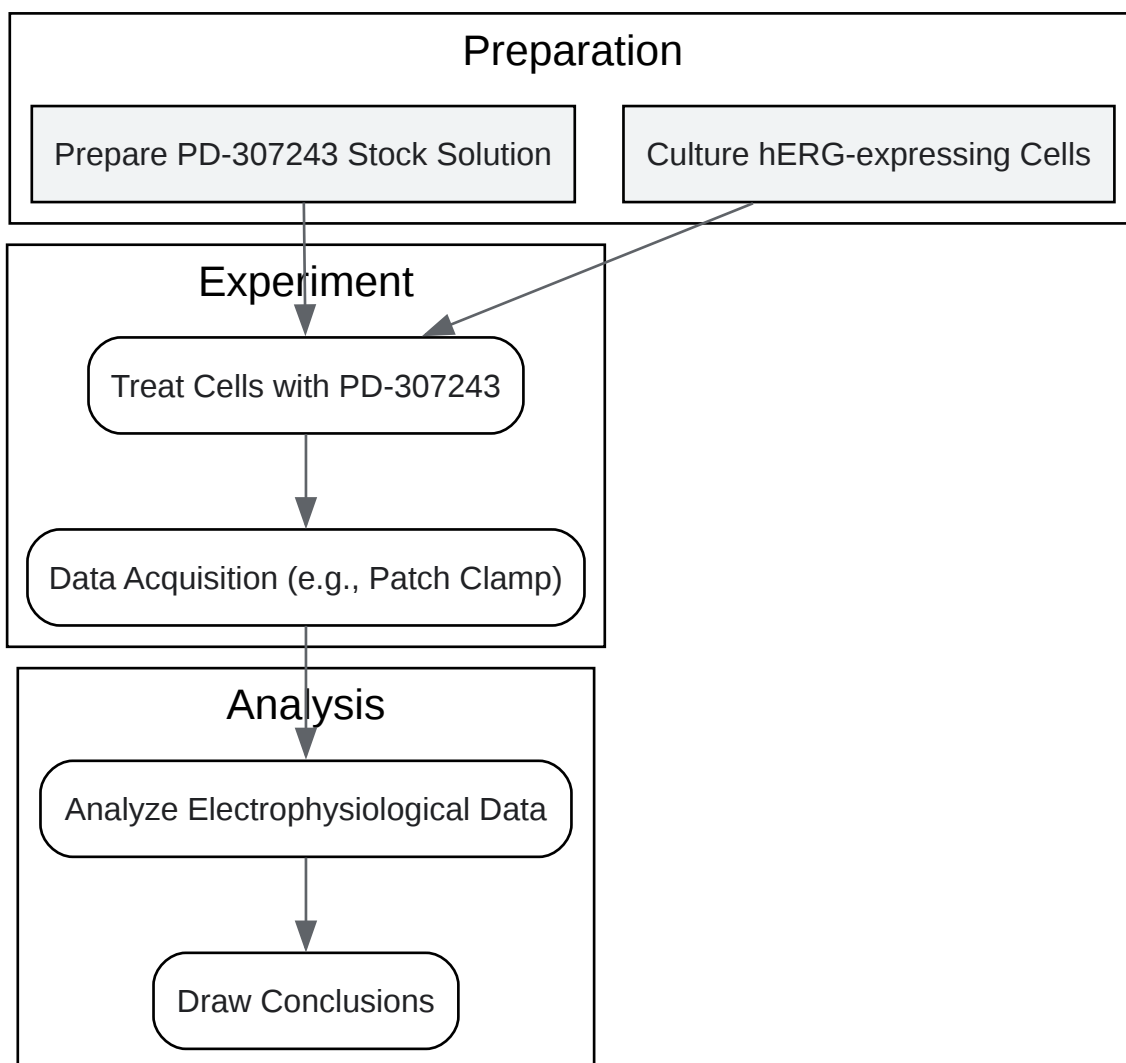 Preparation
Prepare PD-307243 Stock Solution
Culture hERG-expressing Cells
Experiment
Treat Cells with PD-307243
Data Acquisition (e.g., Patch Clamp)
Analysis
Analyze Electrophysiological Data
Draw Conclusions